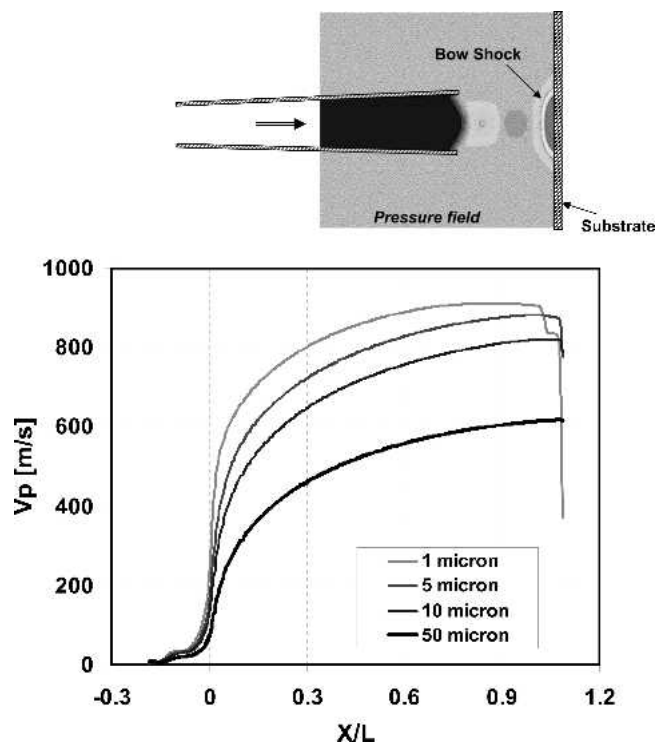 Bow Shock
Pressure field
Substrate
1000
800
600
400
200
0
Vp [m/s]
1 micron
5 micron
10 micron
50 micron
-0.3 0 0.3 0.6 0.9 1.2
X/L